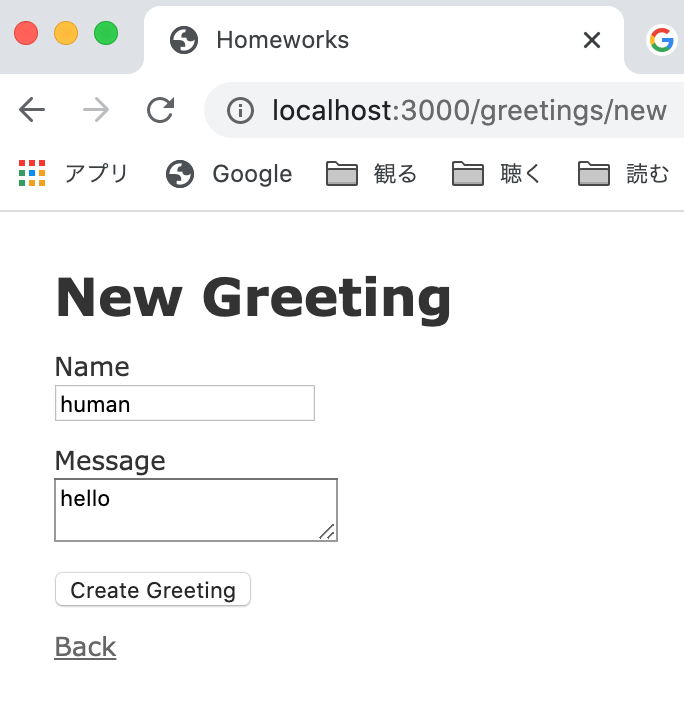 Homeworks
localhost:3000/greetings/new
アプリ Google 観る 聴く 読む
New Greeting
Name
human
Message
hello
Create Greeting
Back